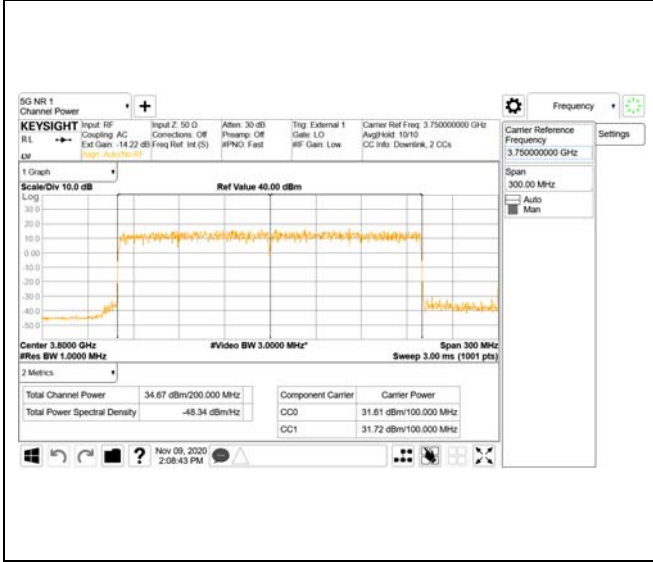 5G NR 1
Channel Power
Frequency
KEYSIGHT
RL
Input: RF
Coupling: AC
Ext Gain: -14.22 dB
Align: Auto/No RF
Input Z: 50 Ω
Corrections: Off
Freq Ref: Int (S)
Atten: 30 dB
Preamp: Off
#PNO: Fast
Trig: External 1
Gate: LO
#IF Gain: Low
Carrier Ref Freq: 3.750000000 GHz
Avg|Hold: 10/10
CC Info: Downlink, 2 CCs
Carrier Reference
Frequency
3.750000000 GHz
Settings
Span
300.00 MHz
Auto
Man
1 Graph
Scale/Div 10.0 dB
Ref Value 40.00 dBm
Log
30.0
20.0
10.0
0.00
-10.0
-20.0
-30.0
-40.0
-50.0
Center 3.8000 GHz
#Video BW 3.0000 MHz*
Span 300 MHz
#Res BW 1.0000 MHz
Sweep 3.00 ms (1001 pts)
2 Metrics
Total Channel Power 34.67 dBm/200.000 MHz
Total Power Spectral Density -48.34 dBm/Hz
Component Carrier Carrier Power
CC0 31.61 dBm/100.000 MHz
CC1 31.72 dBm/100.000 MHz
?
Nov 09, 2020
2:08:43 PM